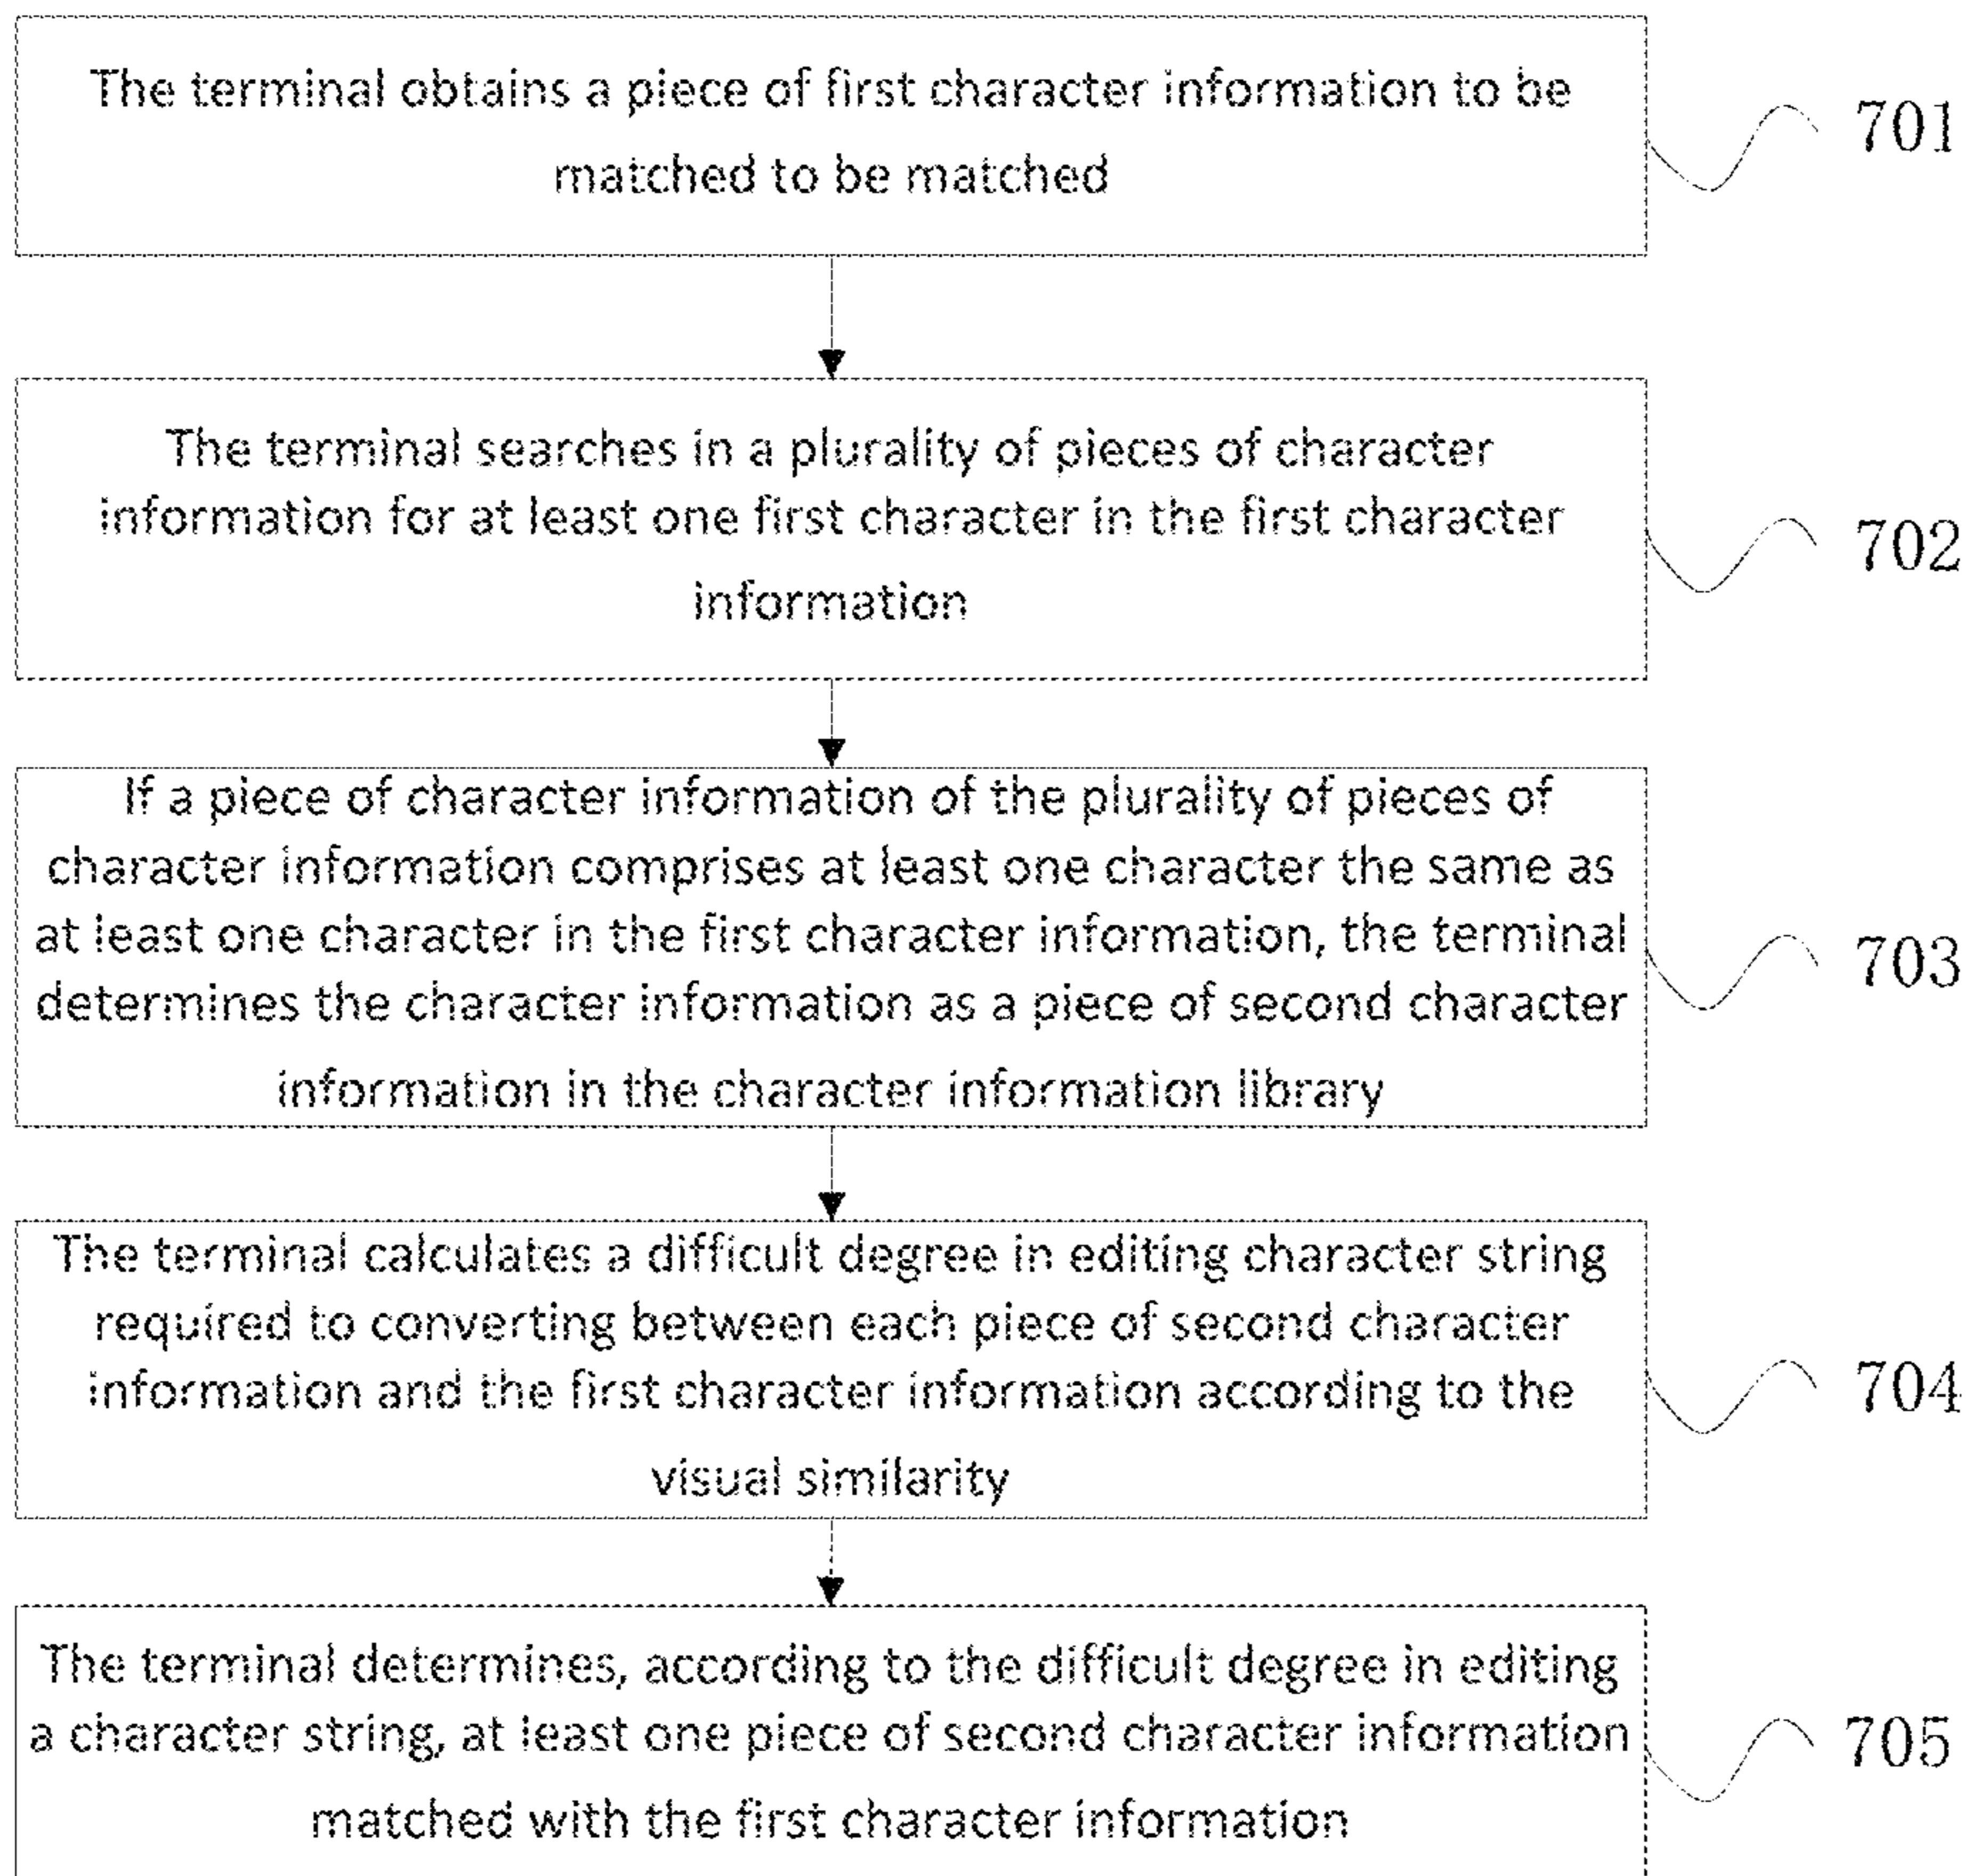 The terminal obtains a piece of first character information to be
matched to be matched
701
The terminal searches in a plurality of pieces of character
information for at least one first character in the first character
information
702
If a piece of character information of the plurality of pieces of
character information comprises at least one character the same as
at least one character in the first character information, the terminal
determines the character information as a piece of second character
information in the character information library
703
The terminal calculates a difficult degree in editing character string
required to converting between each piece of second character
information and the first character information according to the
visual similarity
704
The terminal determines, according to the difficult degree in editing
a character string, at least one piece of second character information
matched with the first character information
705